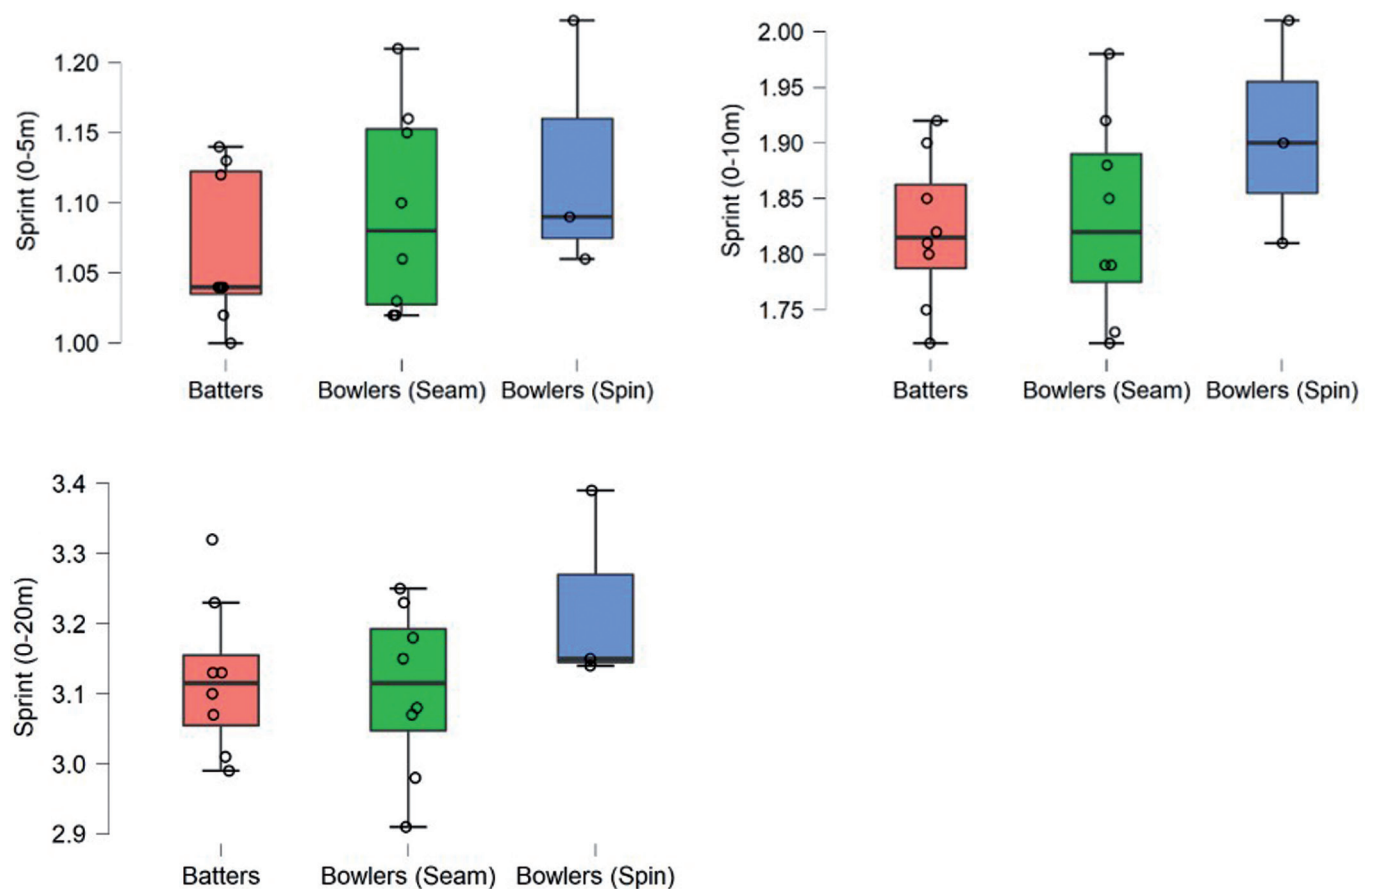 Sprint (0-5m)
1.20
1.15
1.10
1.05
1.00
Batters
Bowlers (Seam)
Bowlers (Spin)
Sprint (0-10m)
2.00
1.95
1.90
1.85
1.80
1.75
Batters
Bowlers (Seam)
Bowlers (Spin)
Sprint (0-20m)
3.4
3.3
3.2
3.1
3.0
2.9
Batters
Bowlers (Seam)
Bowlers (Spin)